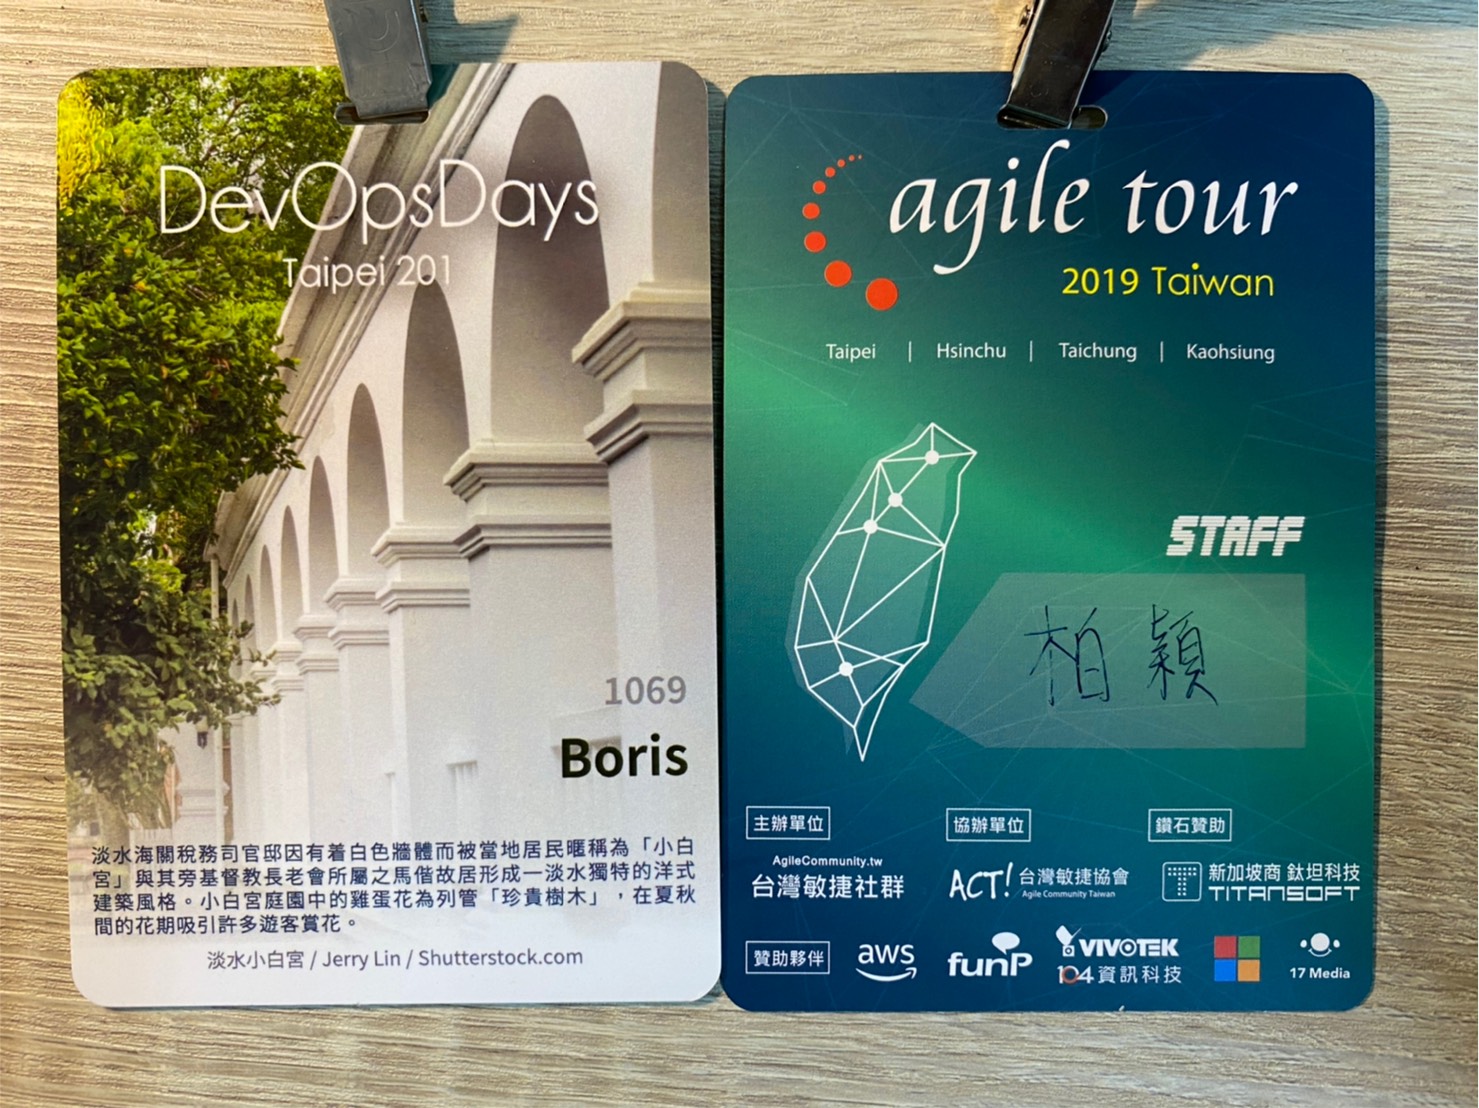 DevOpsDays
Taipei 201
1069
Boris
淡水海關稅務司官邸因有着白色牆體而被當地居民暱稱為「小白
宮」與其旁基督教長老會所屬之馬偕故居形成一淡水獨特的洋式
建築風格。小白宮庭園中的雞蛋花為列管「珍貴樹木」，在夏秋
間的花期吸引許多遊客賞花。
淡水小白宮 / Jerry Lin / Shutterstock.com
agile tour
2019 Taiwan
Taipei | Hsinchu | Taichung | Kaohsiung
STAFF
柏穎
主辦單位
AgileCommunity.tw
台灣敏捷社群
協辦單位
ACT! 台灣敏捷協會
Agile Community Taiwan
鑽石贊助
新加坡商 鈦坦科技
TITANSOFT
贊助夥伴
aws
funP
VIVOTEK
104資訊科技
17 Media